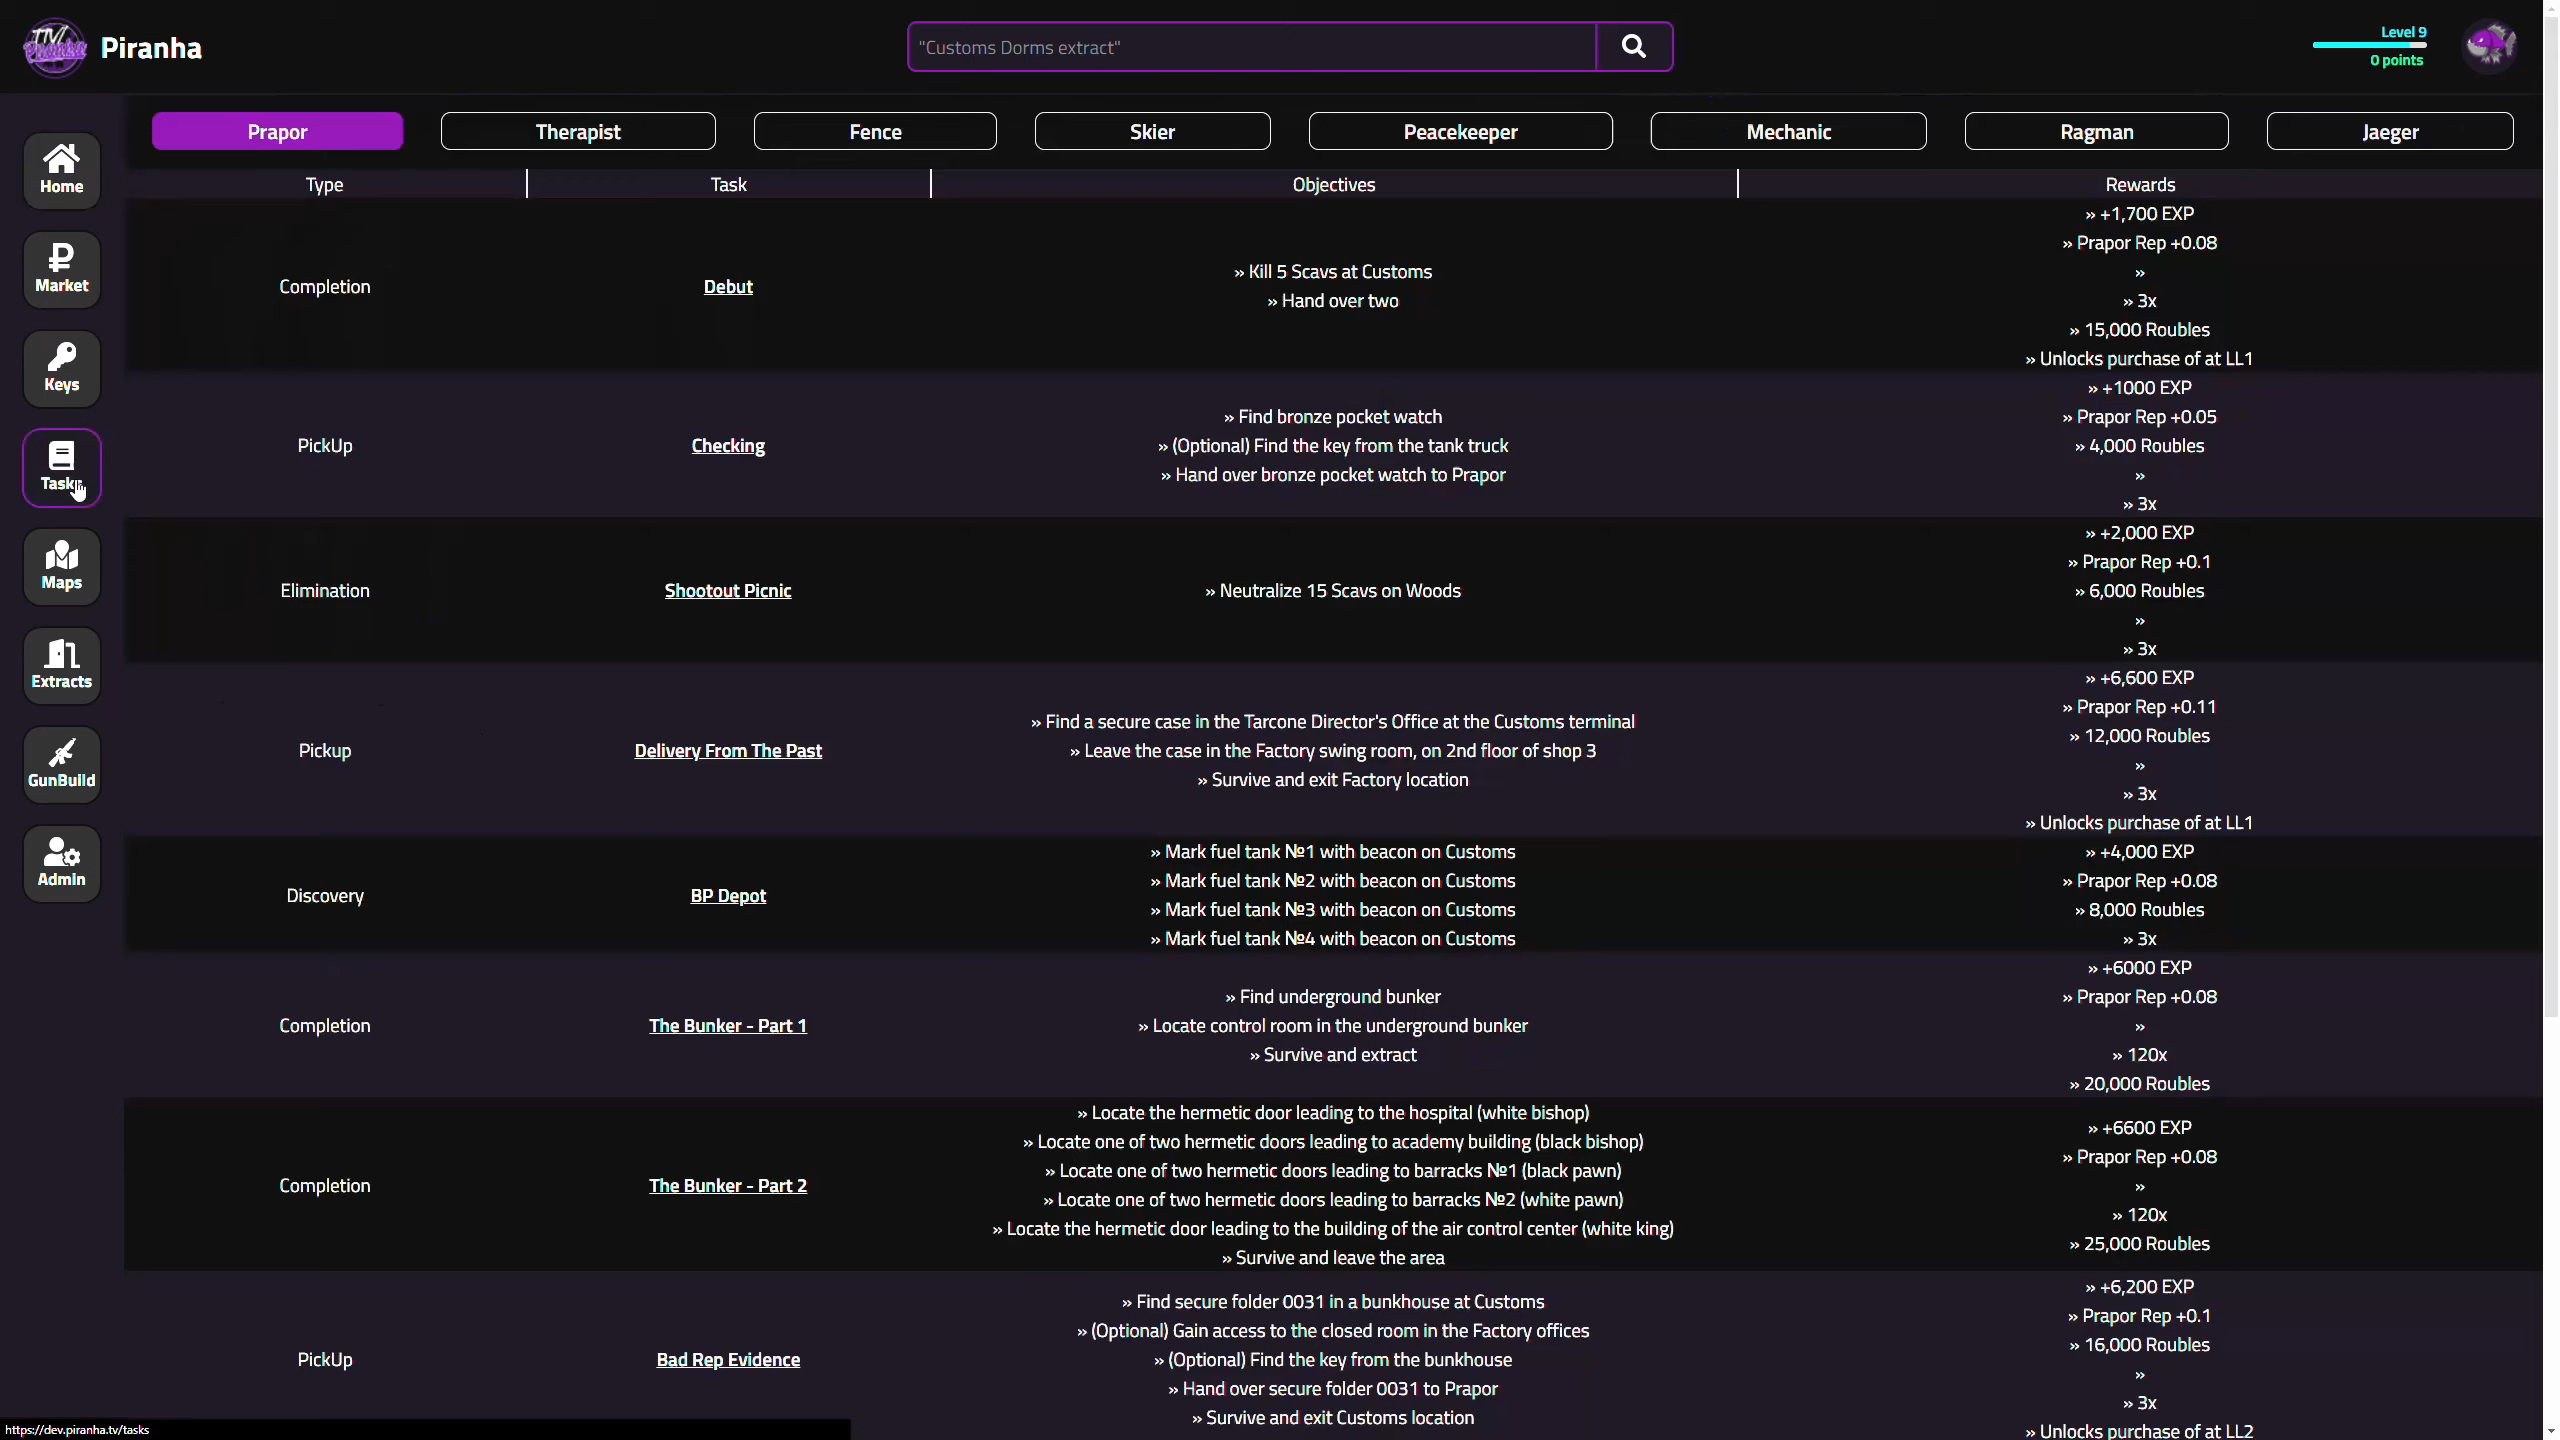 TV Piranha
Piranha
"Customs Dorms extract"
Level 9
0 points
Home
Market
Keys
Tasks
Maps
Extracts
GunBuild
Admin
Prapor
Therapist
Fence
Skier
Peacekeeper
Mechanic
Ragman
Jaeger
Type
Task
Objectives
Rewards
Completion
Debut
» Kill 5 Scavs at Customs
» Hand over two
» +1,700 EXP
» Prapor Rep +0.08
»
» 3x
» 15,000 Roubles
» Unlocks purchase of at LL1
PickUp
Checking
» Find bronze pocket watch
» (Optional) Find the key from the tank truck
» Hand over bronze pocket watch to Prapor
» +1000 EXP
» Prapor Rep +0.05
» 4,000 Roubles
»
» 3x
Elimination
Shootout Picnic
» Neutralize 15 Scavs on Woods
» +2,000 EXP
» Prapor Rep +0.1
» 6,000 Roubles
»
» 3x
Pickup
Delivery From The Past
» Find a secure case in the Tarcone Director's Office at the Customs terminal
» Leave the case in the Factory swing room, on 2nd floor of shop 3
» Survive and exit Factory location
» +6,600 EXP
» Prapor Rep +0.11
» 12,000 Roubles
»
» 3x
» Unlocks purchase of at LL1
Discovery
BP Depot
» Mark fuel tank №1 with beacon on Customs
» Mark fuel tank №2 with beacon on Customs
» Mark fuel tank №3 with beacon on Customs
» Mark fuel tank №4 with beacon on Customs
» +4,000 EXP
» Prapor Rep +0.08
» 8,000 Roubles
» 3x
Completion
The Bunker - Part 1
» Find underground bunker
» Locate control room in the underground bunker
» Survive and extract
» +6000 EXP
» Prapor Rep +0.08
»
» 120x
» 20,000 Roubles
Completion
The Bunker - Part 2
» Locate the hermetic door leading to the hospital (white bishop)
» Locate one of two hermetic doors leading to academy building (black bishop)
» Locate one of two hermetic doors leading to barracks №1 (black pawn)
» Locate one of two hermetic doors leading to barracks №2 (white pawn)
» Locate the hermetic door leading to the building of the air control center (white king)
» Survive and leave the area
» +6600 EXP
» Prapor Rep +0.08
»
» 120x
» 25,000 Roubles
PickUp
Bad Rep Evidence
» Find secure folder 0031 in a bunkhouse at Customs
» (Optional) Gain access to the closed room in the Factory offices
» (Optional) Find the key from the bunkhouse
» Hand over secure folder 0031 to Prapor
» Survive and exit Customs location
» +6,200 EXP
» Prapor Rep +0.1
» 16,000 Roubles
»
» 3x
» Unlocks purchase of at LL2
https://dev.piranha.tv/tasks